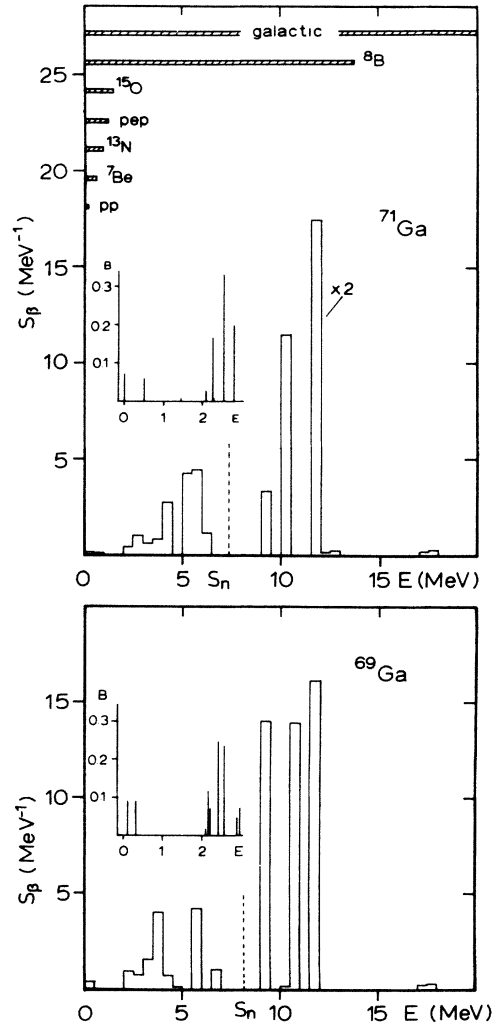 galactic
⁸B
25
¹⁵O
pep
¹³N
20
⁷Be
pp
⁷¹Ga
15
B
x2
0.3
0.2
10
01
0 1 2 E
5
0 5 Sn 10 15 E (MeV)
Sβ (MeV⁻¹)
⁶⁹Ga
15
B
0.3
0.2
10
01
0 1 2 E
5
0 5 Sn 10 15 E (MeV)
Sβ (MeV⁻¹)